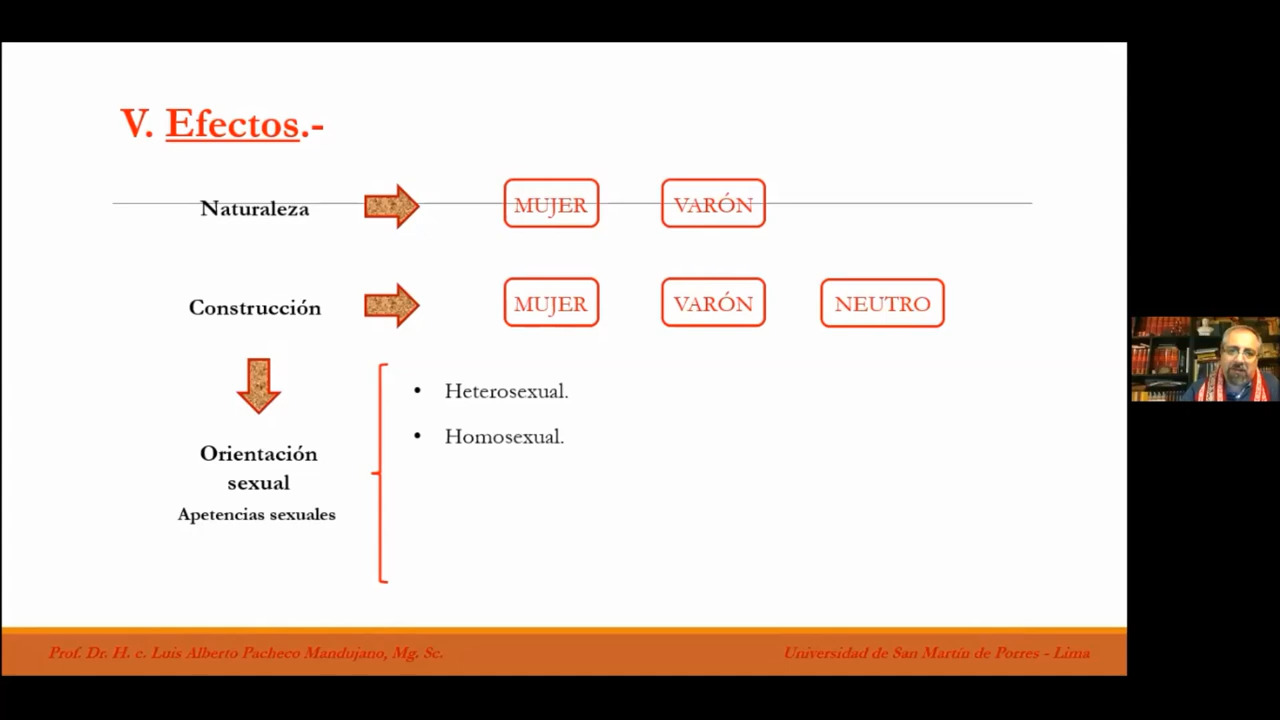 V. Efectos.-
Naturaleza MUJER VARÓN
Construcción MUJER VARÓN NEUTRO
• Heterosexual.
• Homosexual.
Orientación
sexual
Apetencias sexuales
Prof. Dr. H. c. Luis Alberto Pacheco Mandujano, Mg. Sc. Universidad de San Martín de Porres - Lima